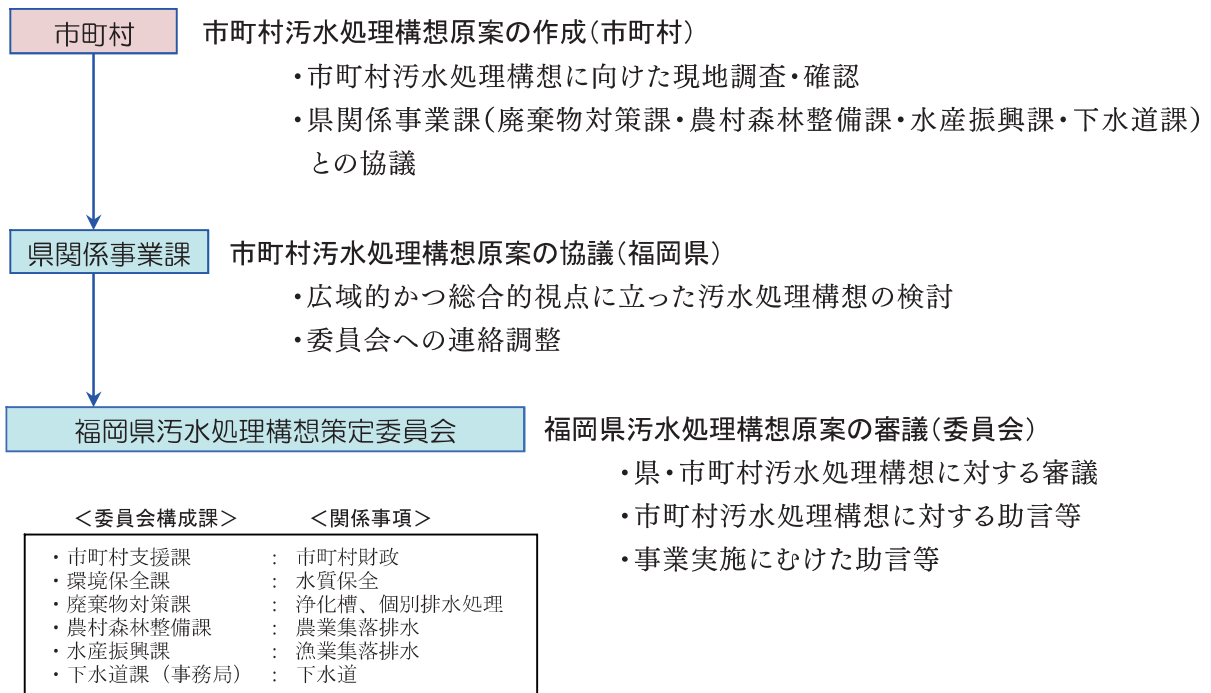 市町村
市町村汚水処理構想原案の作成(市町村)
・市町村汚水処理構想に向けた現地調査・確認
・県関係事業課(廃棄物対策課・農村森林整備課・水産振興課・下水道課)
との協議
県関係事業課
市町村汚水処理構想原案の協議(福岡県)
・広域的かつ総合的視点に立った汚水処理構想の検討
・委員会への連絡調整
福岡県汚水処理構想策定委員会
福岡県汚水処理構想原案の審議(委員会)
・県・市町村汚水処理構想に対する審議
・市町村汚水処理構想に対する助言等
・事業実施にむけた助言等
＜委員会構成課＞ ＜関係事項＞
・市町村支援課 : 市町村財政
・環境保全課 : 水質保全
・廃棄物対策課 : 浄化槽、個別排水処理
・農村森林整備課 : 農業集落排水
・水産振興課 : 漁業集落排水
・下水道課（事務局） : 下水道